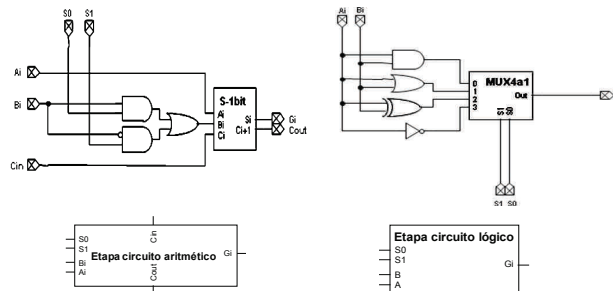 S0 S1
Ai
Bi
Cin
S-1bit
Ai
Bi
Ci
Si
Ci+1
Gi
Cout
Ai Bi
MUX4a1
0
1
2
3
Out
S1 S0
S1 S0
Etapa circuito aritmético
S0
S1
Bi
Ai
Cin
Cout
Gi
Etapa circuito lógico
S0
S1
B
A
Gi